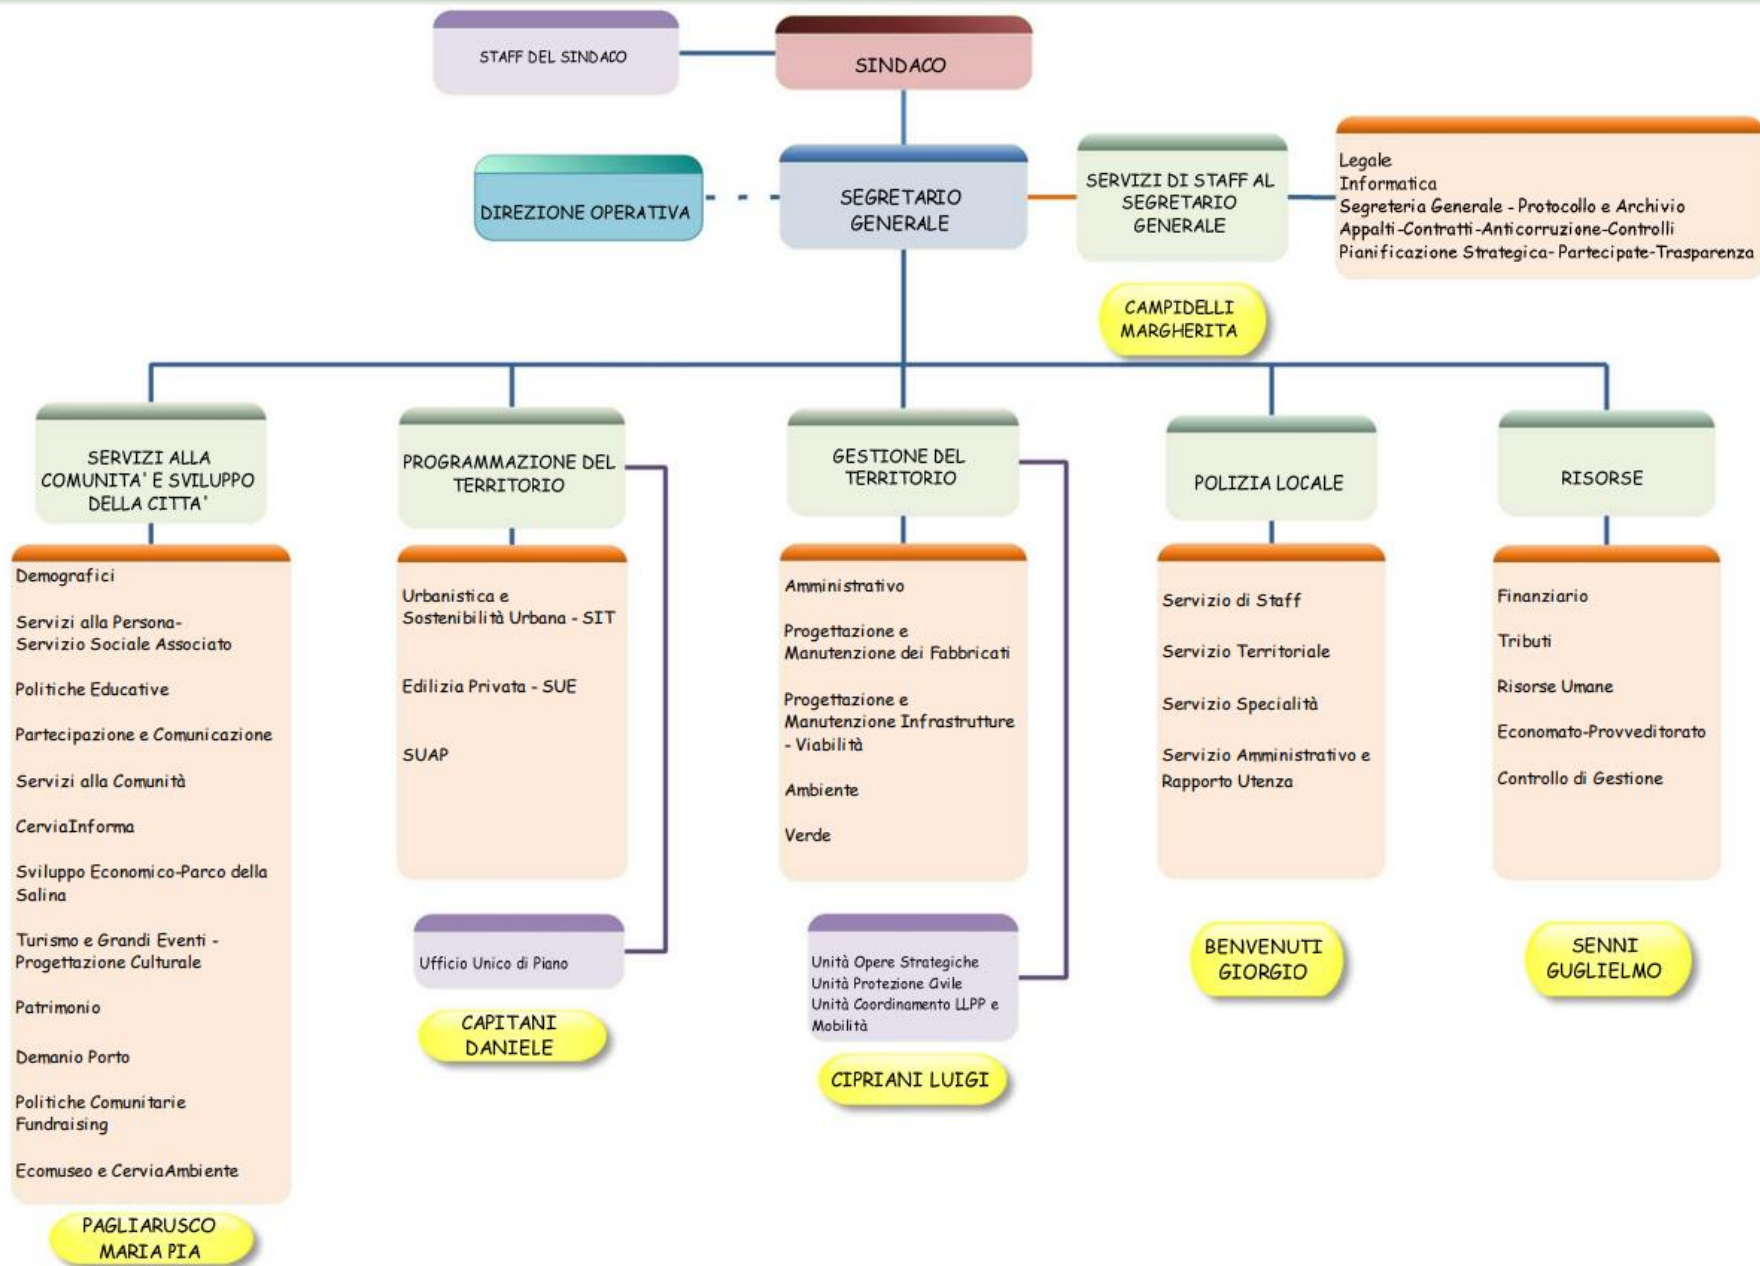 STAFF DEL SINDACO
SINDACO
DIREZIONE OPERATIVA
SEGRETARIO
GENERALE
SERVIZI DI STAFF AL
SEGRETARIO
GENERALE
Legale
Informatica
Segreteria Generale - Protocollo e Archivio
Appalti-Contratti-Anticorruzione-Controlli
Pianificazione Strategica- Partecipate-Trasparenza
CAMPIDELLI
MARGHERITA
SERVIZI ALLA
COMUNITA' E SVILUPPO
DELLA CITTA'
Demografici
Servizi alla Persona-
Servizio Sociale Associato
Politiche Educative
Partecipazione e Comunicazione
Servizi alla Comunità
CerviaInforma
Sviluppo Economico-Parco della
Salina
Turismo e Grandi Eventi -
Progettazione Culturale
Patrimonio
Demanio Porto
Politiche Comunitarie
Fundraising
Ecomuseo e CerviaAmbiente
PAGLIARUSCO
MARIA PIA
PROGRAMMAZIONE DEL
TERRITORIO
Urbanistica e
Sostenibilità Urbana - SIT
Edilizia Privata - SUE
SUAP
Ufficio Unico di Piano
CAPITANI
DANIELE
GESTIONE DEL
TERRITORIO
Amministrativo
Progettazione e
Manutenzione dei Fabbricati
Progettazione e
Manutenzione Infrastrutture
- Viabilità
Ambiente
Verde
Unità Opere Strategiche
Unità Protezione Civile
Unità Coordinamento LLPP e
Mobilità
CIPRIANI LUIGI
POLIZIA LOCALE
Servizio di Staff
Servizio Territoriale
Servizio Specialità
Servizio Amministrativo e
Rapporto Utenza
BENVENUTI
GIORGIO
RISORSE
Finanziario
Tributi
Risorse Umane
Economato-Provveditorato
Controllo di Gestione
SENNI
GUGLIELMO